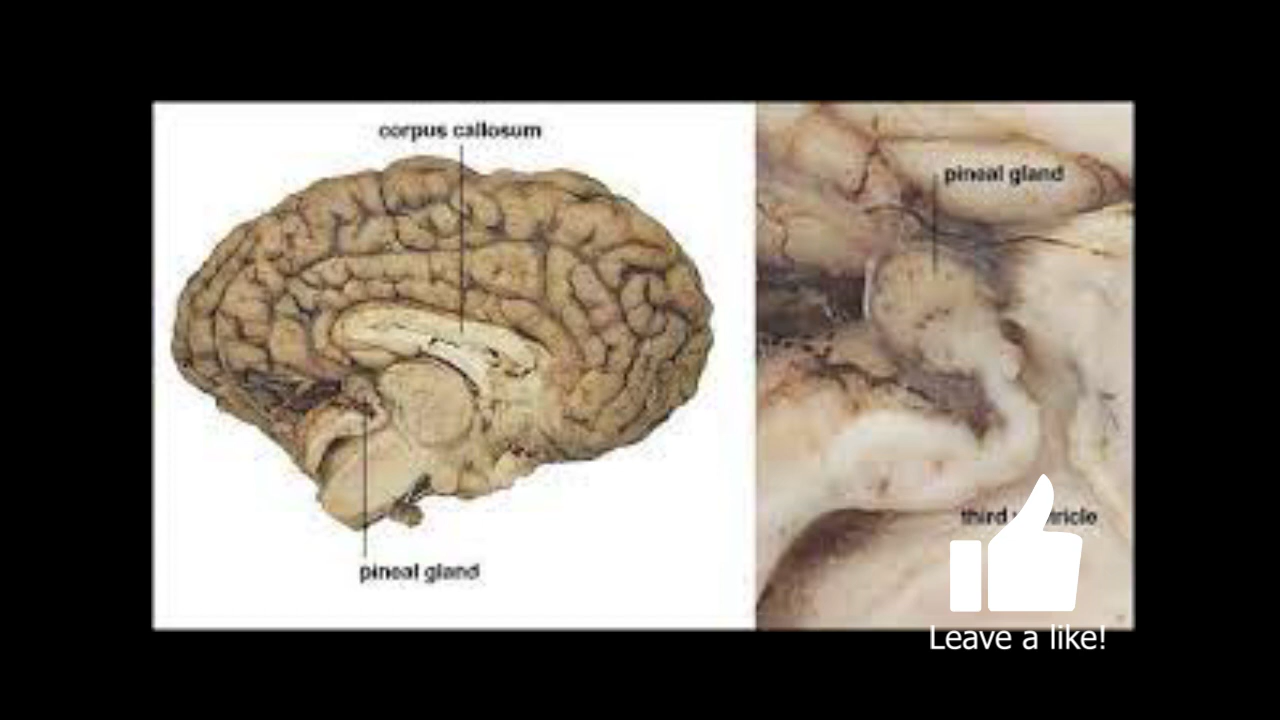 corpus callosum
pineal gland
pineal gland
third
Leave a like!